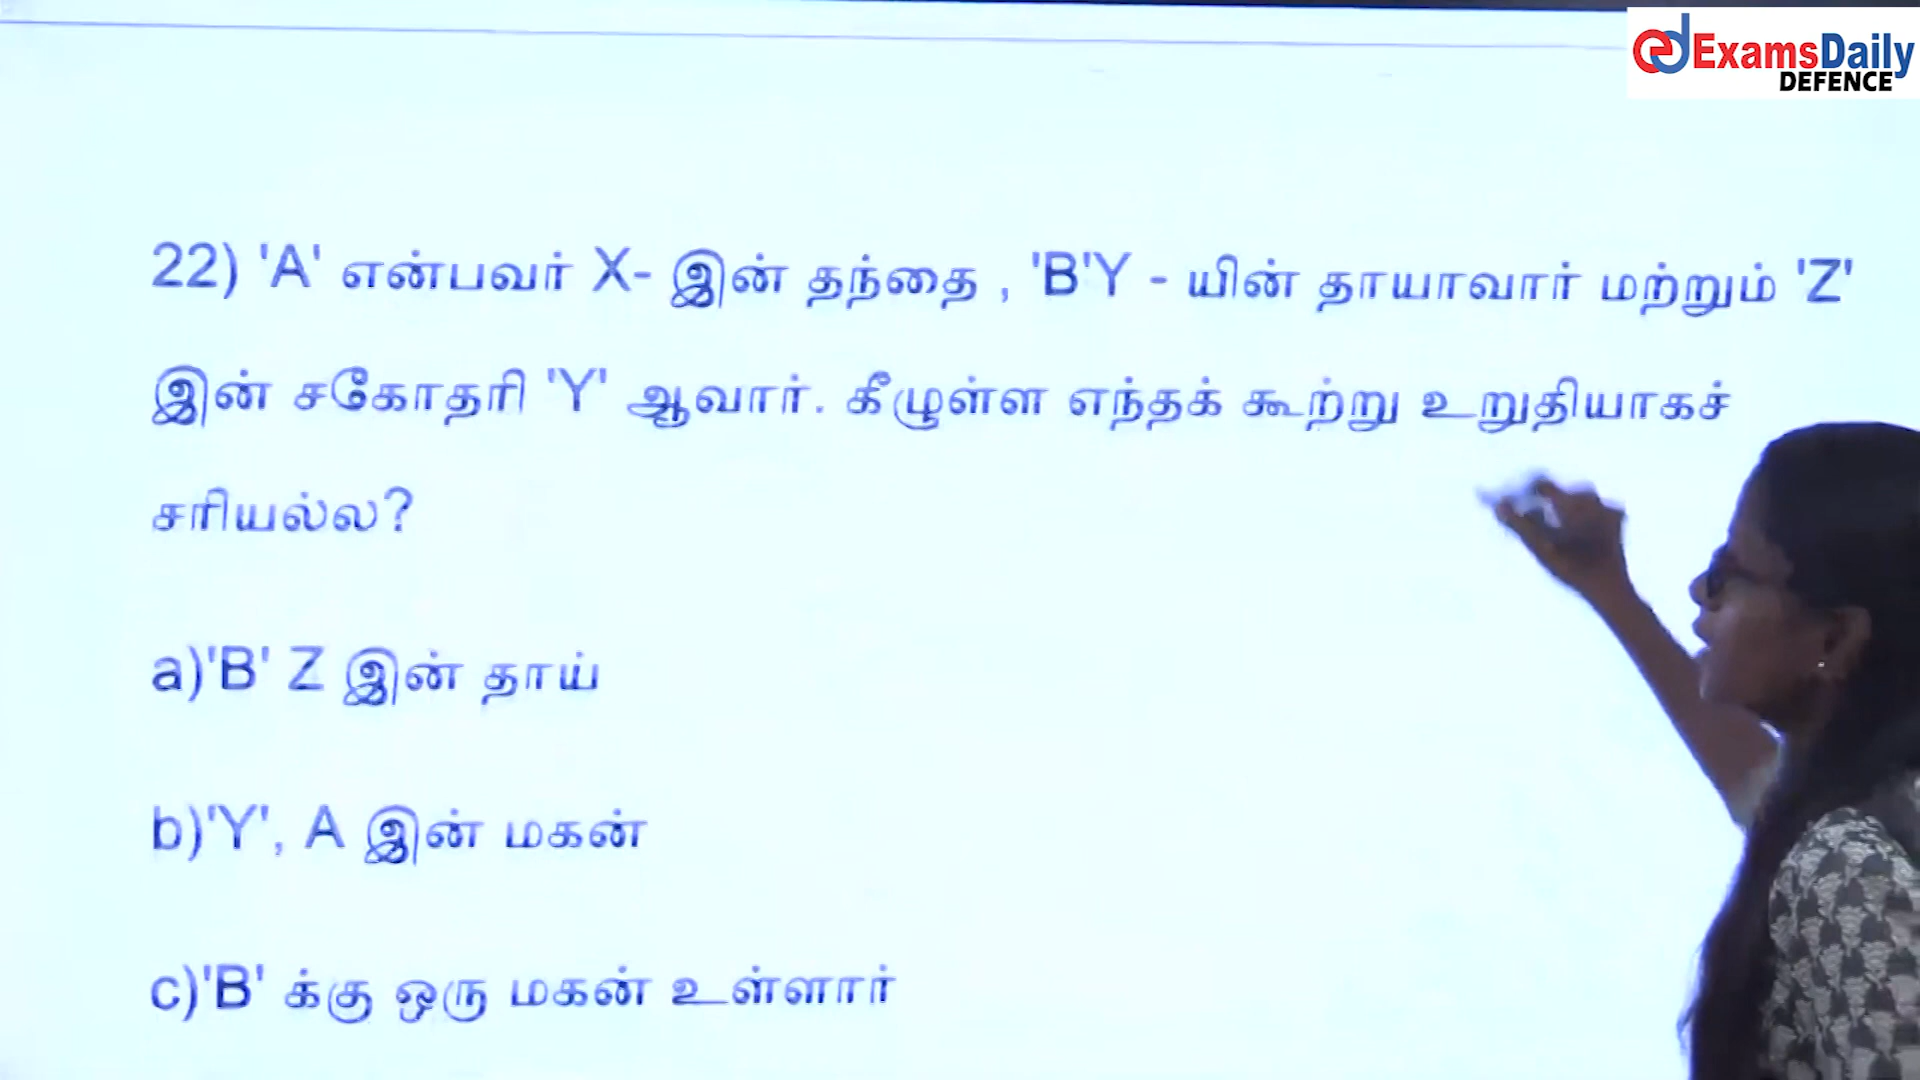 ExamsDaily
DEFENCE
22) 'A' என்பவர் X- இன் தந்தை , 'B'Y - யின் தாயாவார் மற்றும் 'Z'
இன் சகோதரி 'Y' ஆவார். கீழுள்ள எந்தக் கூற்று உறுதியாகச்
சரியல்ல?
a)'B' Z இன் தாய்
b)'Y', A இன் மகன்
c)'B' க்கு ஒரு மகன் உள்ளார்